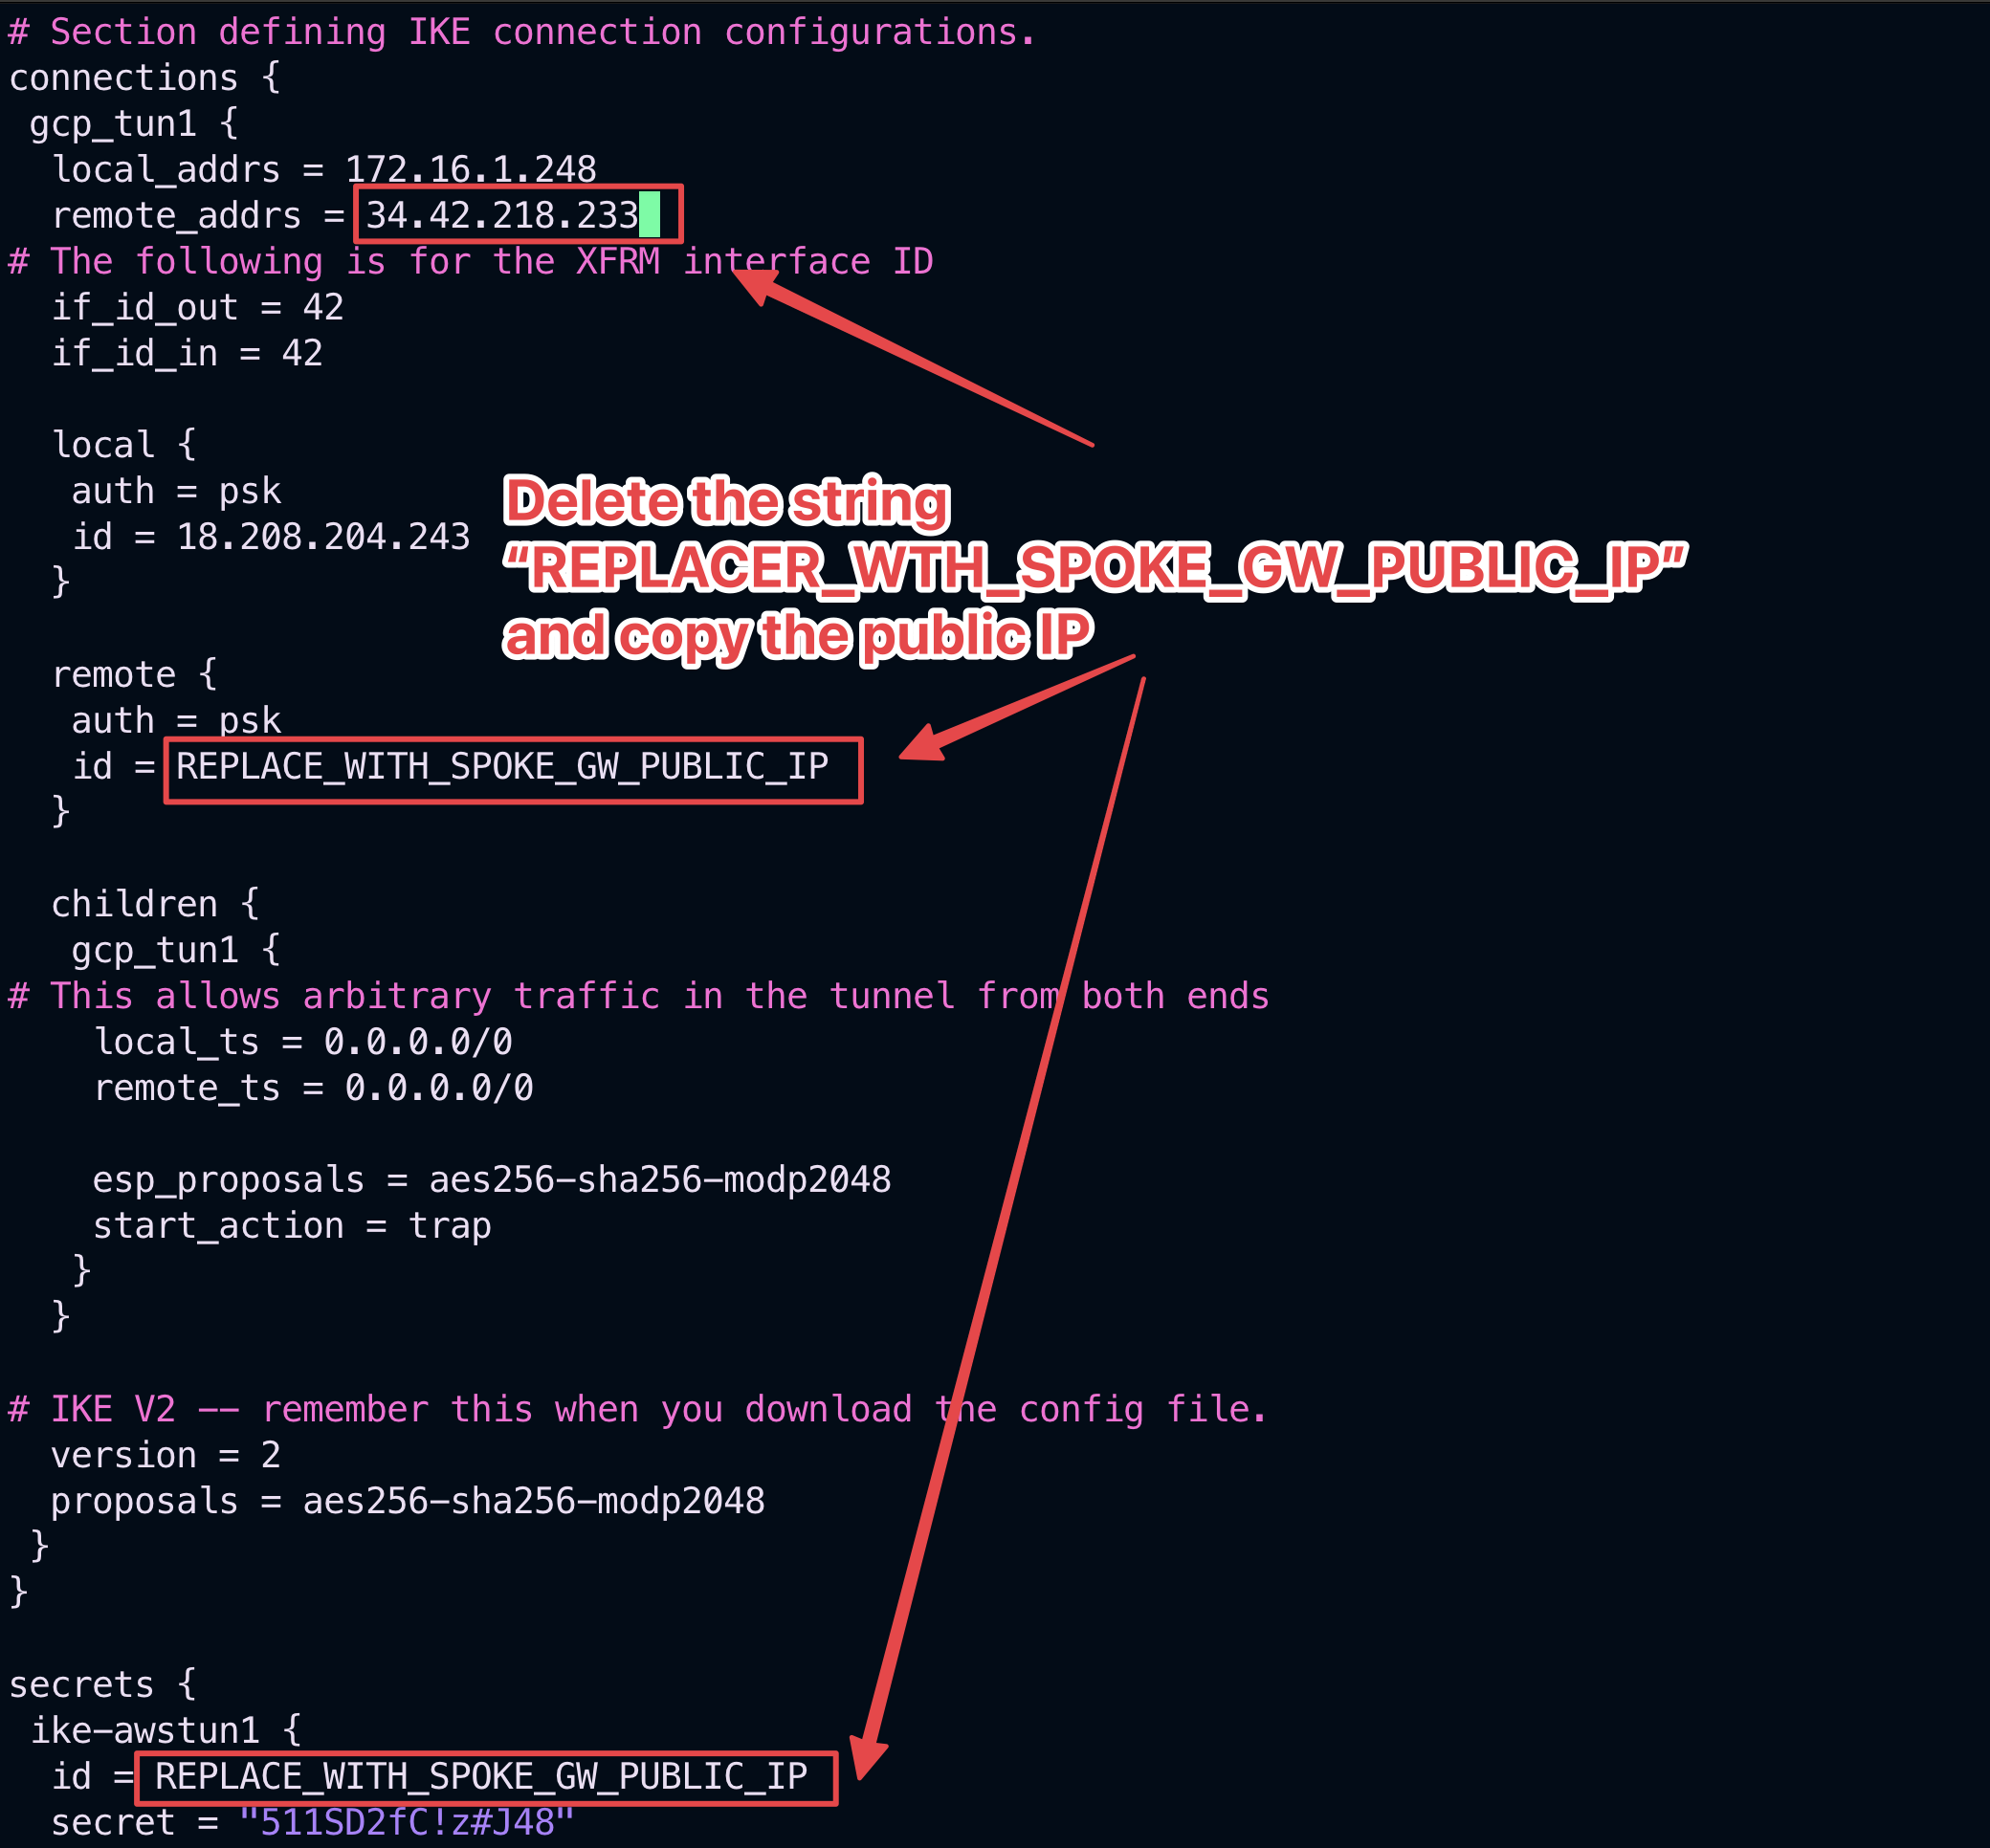 # Section defining IKE connection configurations.
connections {
gcp_tun1 {
local_addrs = 172.16.1.248
remote_addrs = 34.42.218.233
# The following is for the XFRM interface ID
if_id_out = 42
if_id_in = 42
local {
auth = psk
id = 18.208.204.243
}
Delete the string
“REPLACER_WTH_SPOKE_GW_PUBLIC_IP”
and copy the public IP
remote {
auth = psk
id = REPLACE_WITH_SPOKE_GW_PUBLIC_IP
}
children {
gcp_tun1 {
# This allows arbitrary traffic in the tunnel from both ends
local_ts = 0.0.0.0/0
remote_ts = 0.0.0.0/0
esp_proposals = aes256-sha256-modp2048
start_action = trap
}
}
# IKE V2 -- remember this when you download the config file.
version = 2
proposals = aes256-sha256-modp2048
}
}
secrets {
ike-awstun1 {
id = REPLACE_WITH_SPOKE_GW_PUBLIC_IP
secret = "511SD2fC!z#J48"